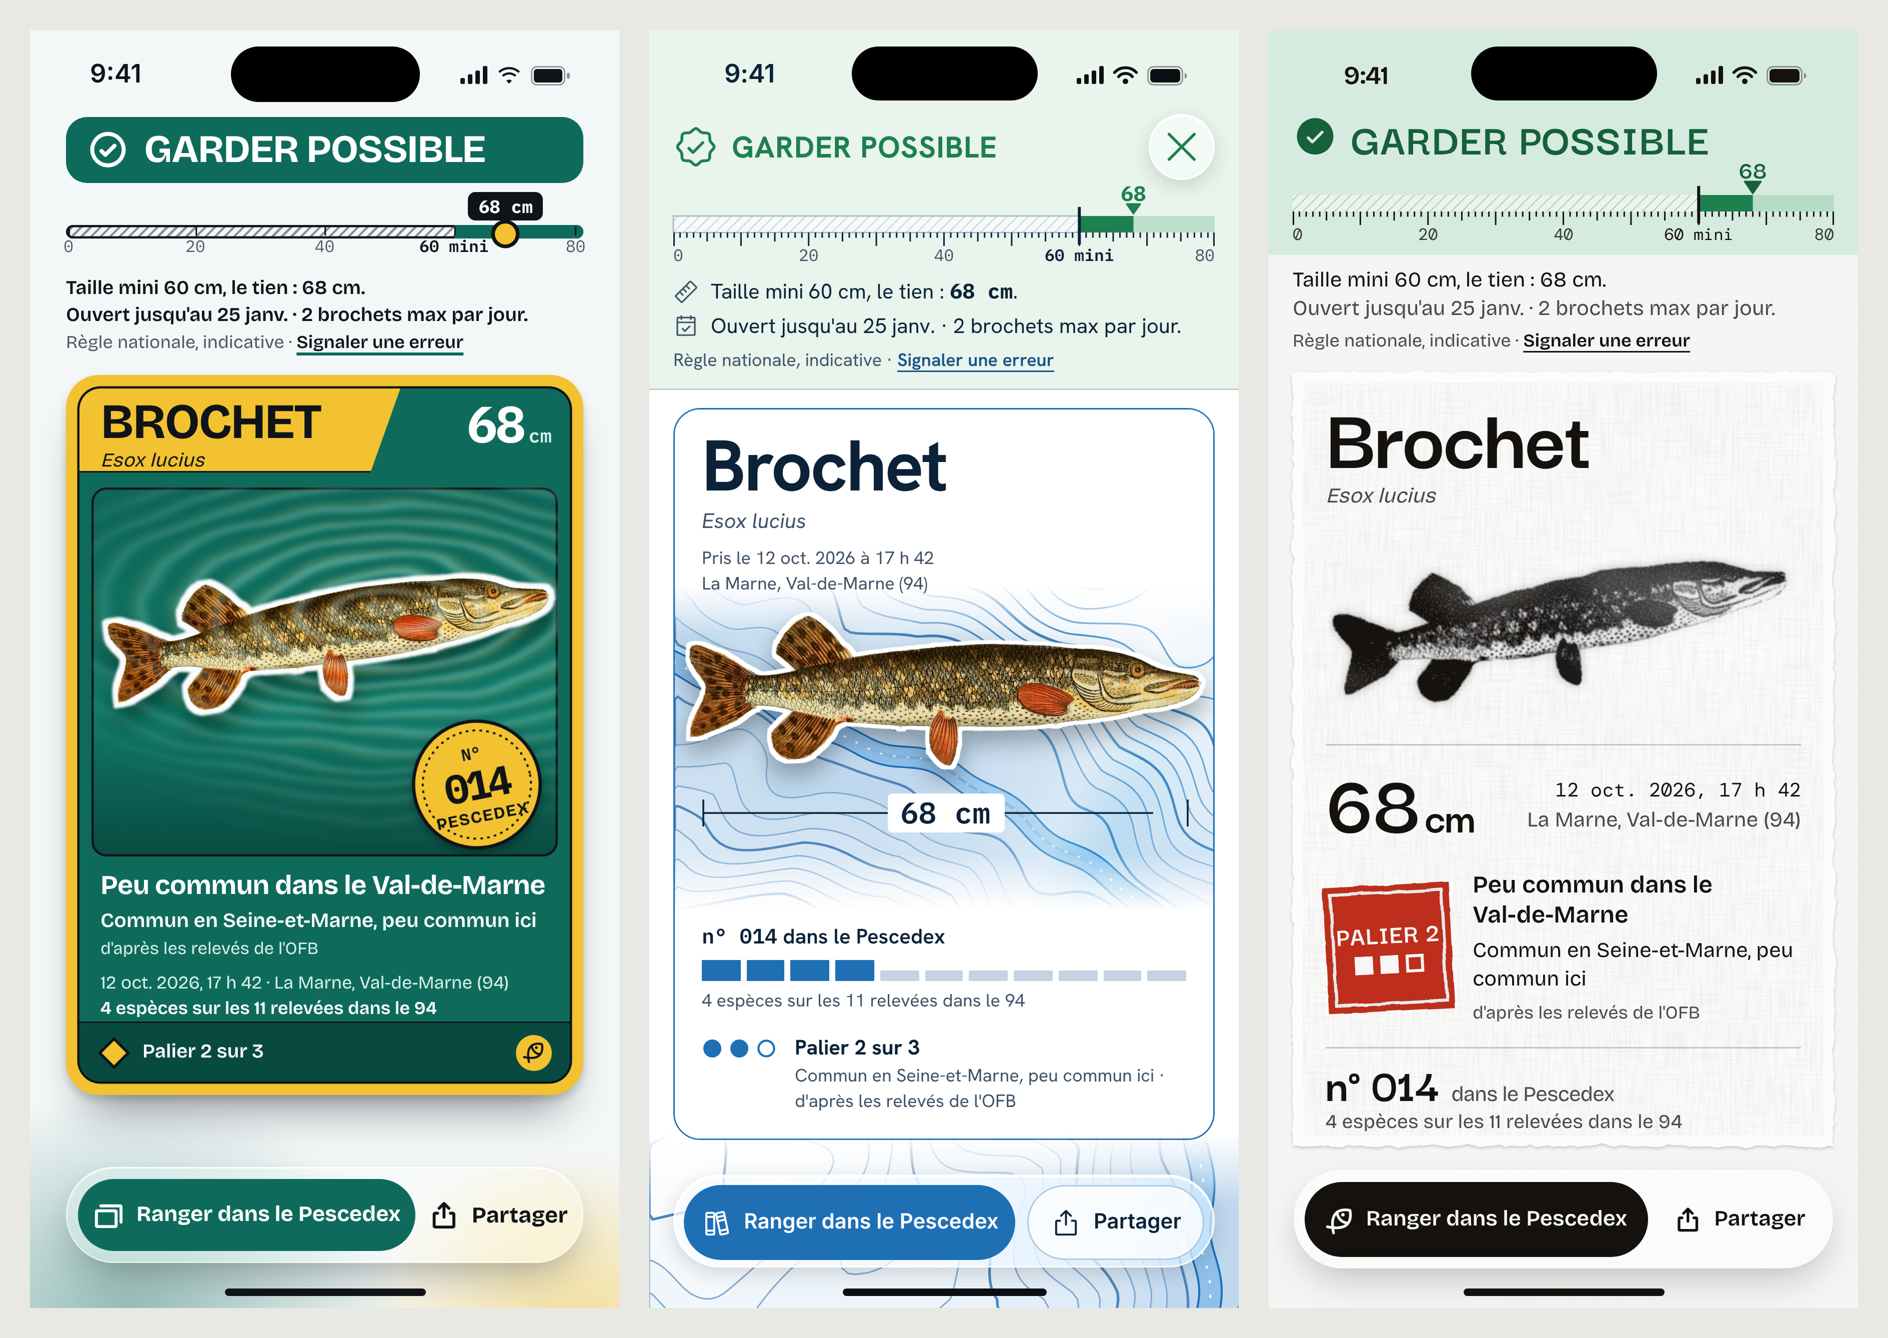 9:41
GARDER POSSIBLE
68 cm
0 20 40 60 mini 80
Taille mini 60 cm, le tien : 68 cm.
Ouvert jusqu'au 25 janv. · 2 brochets max par jour.
Règle nationale, indicative · Signaler une erreur
BROCHET
68 cm
Esox lucius
N°
014
PESCEDEX
Peu commun dans le Val-de-Marne
Commun en Seine-et-Marne, peu commun ici
d'après les relevés de l'OFB
12 oct. 2026, 17 h 42 · La Marne, Val-de-Marne (94)
4 espèces sur les 11 relevées dans le 94
Palier 2 sur 3
Ranger dans le Pescedex
Partager
9:41
GARDER POSSIBLE
68
0 20 40 60 mini 80
Taille mini 60 cm, le tien : 68 cm.
Ouvert jusqu'au 25 janv. · 2 brochets max par jour.
Règle nationale, indicative · Signaler une erreur
Brochet
Esox lucius
Pris le 12 oct. 2026 à 17 h 42
La Marne, Val-de-Marne (94)
68 cm
n° 014 dans le Pescedex
4 espèces sur les 11 relevées dans le 94
Palier 2 sur 3
Commun en Seine-et-Marne, peu commun ici ·
d'après les relevés de l'OFB
Ranger dans le Pescedex
Partager
9:41
GARDER POSSIBLE
68
0 20 40 60 mini 80
Taille mini 60 cm, le tien : 68 cm.
Ouvert jusqu'au 25 janv. · 2 brochets max par jour.
Règle nationale, indicative · Signaler une erreur
Brochet
Esox lucius
68 cm
12 oct. 2026, 17 h 42
La Marne, Val-de-Marne (94)
PALIER 2
Peu commun dans le
Val-de-Marne
Commun en Seine-et-Marne, peu
commun ici
d'après les relevés de l'OFB
n° 014 dans le Pescedex
4 espèces sur les 11 relevées dans le 94
Ranger dans le Pescedex
Partager